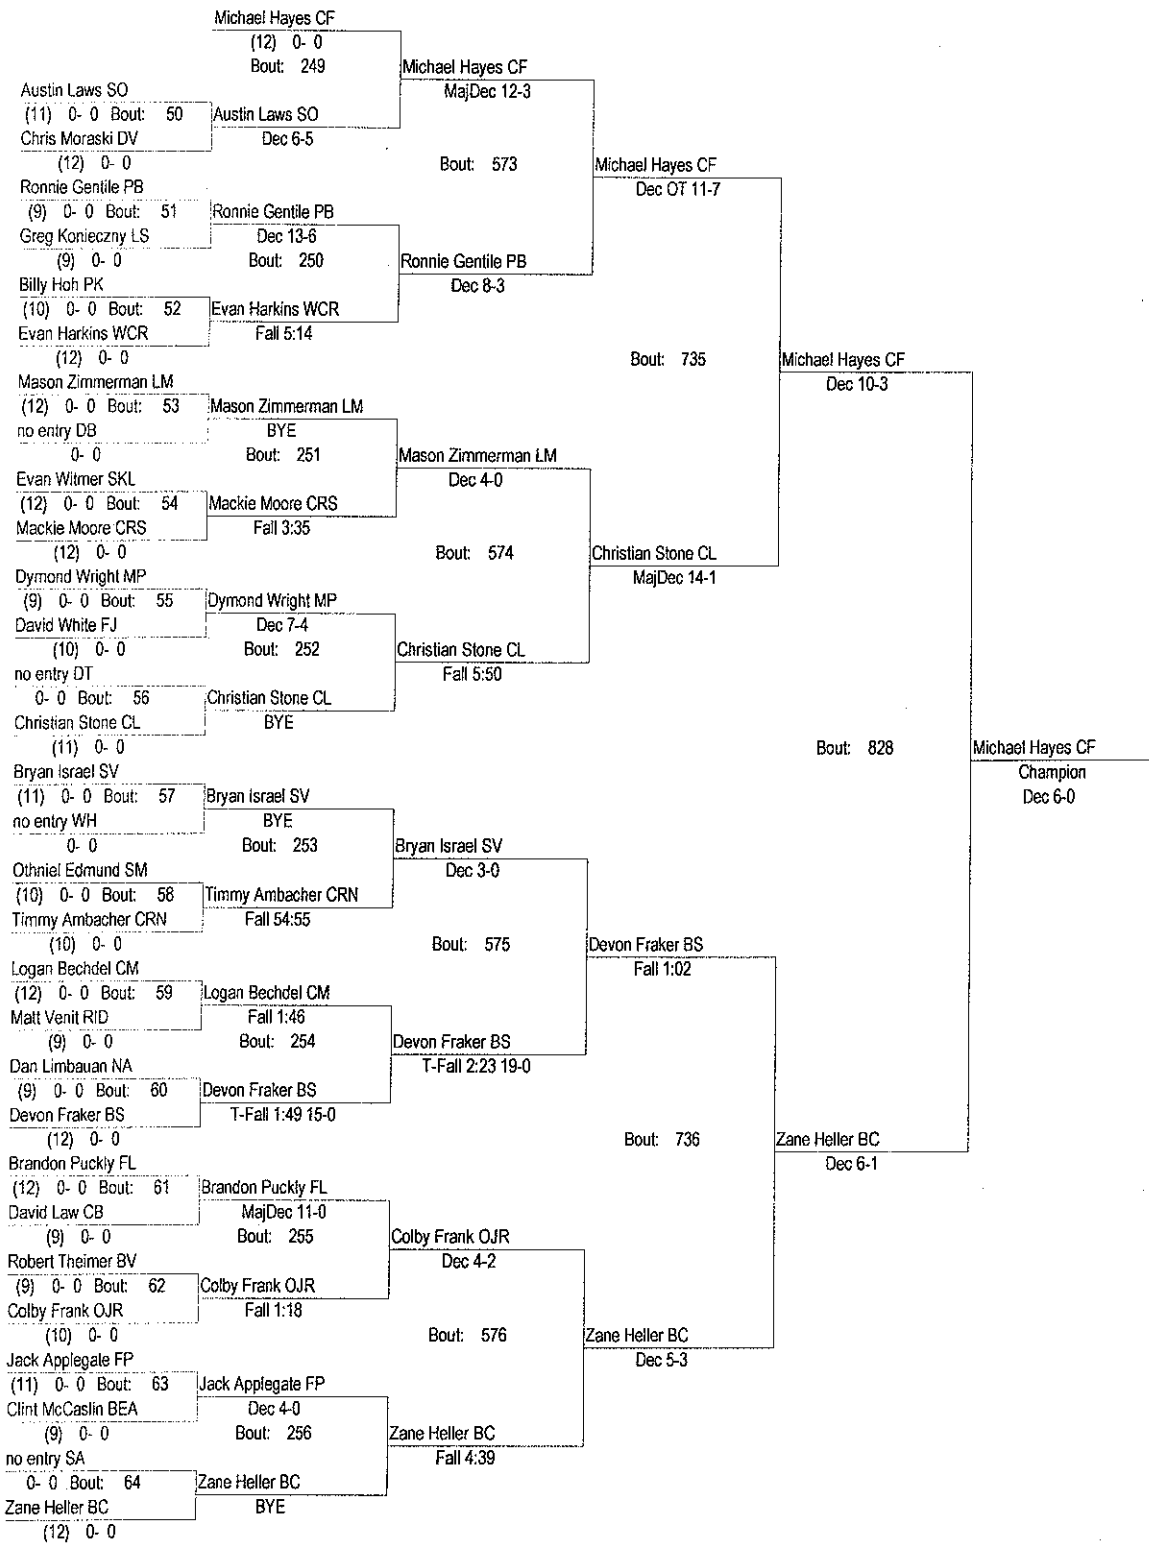 Michael Hayes CF
(12) 0- 0
Bout: 249
Michael Hayes CF
MajDec 12-3
Austin Laws SO
(11) 0- 0 Bout: 50
Austin Laws SO
Chris Moraski DV
Dec 6-5
(12) 0- 0
Bout: 573
Michael Hayes CF
Dec OT 11-7
Ronnie Gentile PB
(9) 0- 0 Bout: 51
Ronnie Gentile PB
Greg Konieczny LS
Dec 13-6
(9) 0- 0
Bout: 250
Ronnie Gentile PB
Dec 8-3
Billy Hoh PK
(10) 0- 0 Bout: 52
Evan Harkins WCR
Evan Harkins WCR
Fall 5:14
(12) 0- 0
Bout: 735
Michael Hayes CF
Dec 10-3
Mason Zimmerman LM
(12) 0- 0 Bout: 53
Mason Zimmerman LM
no entry DB
BYE
0- 0
Bout: 251
Mason Zimmerman LM
Dec 4-0
Evan Witmer SKL
(12) 0- 0 Bout: 54
Mackie Moore CRS
Mackie Moore CRS
Fall 3:35
(12) 0- 0
Bout: 574
Christian Stone CL
MajDec 14-1
Dymond Wright MP
(9) 0- 0 Bout: 55
Dymond Wright MP
David White FJ
Dec 7-4
(10) 0- 0
Bout: 252
Christian Stone CL
Fall 5:50
no entry DT
0- 0 Bout: 56
Christian Stone CL
Christian Stone CL
BYE
(11) 0- 0
Bout: 828
Michael Hayes CF
Champion
Dec 6-0
Bryan Israel SV
(11) 0- 0 Bout: 57
Bryan Israel SV
no entry WH
BYE
0- 0
Bout: 253
Bryan Israel SV
Dec 3-0
Othniel Edmund SM
(10) 0- 0 Bout: 58
Timmy Ambacher CRN
Timmy Ambacher CRN
Fall 54:55
(10) 0- 0
Bout: 575
Devon Fraker BS
Fall 1:02
Logan Bechdel CM
(12) 0- 0 Bout: 59
Logan Bechdel CM
Matt Venit RID
Fall 1:46
(9) 0- 0
Bout: 254
Devon Fraker BS
T-Fall 2:23 19-0
Dan Limbauan NA
(9) 0- 0 Bout: 60
Devon Fraker BS
Devon Fraker BS
T-Fall 1:49 15-0
(12) 0- 0
Bout: 736
Zane Heller BC
Dec 6-1
Brandon Puckly FL
(12) 0- 0 Bout: 61
Brandon Puckly FL
David Law CB
MajDec 11-0
(9) 0- 0
Bout: 255
Colby Frank OJR
Dec 4-2
Robert Theimer BV
(9) 0- 0 Bout: 62
Colby Frank OJR
Colby Frank OJR
Fall 1:18
(10) 0- 0
Bout: 576
Zane Heller BC
Dec 5-3
Jack Applegate FP
(11) 0- 0 Bout: 63
Jack Applegate FP
Clint McCaslin BEA
Dec 4-0
(9) 0- 0
Bout: 256
Zane Heller BC
Fall 4:39
no entry SA
0- 0 Bout: 64
Zane Heller BC
Zane Heller BC
BYE
(12) 0- 0